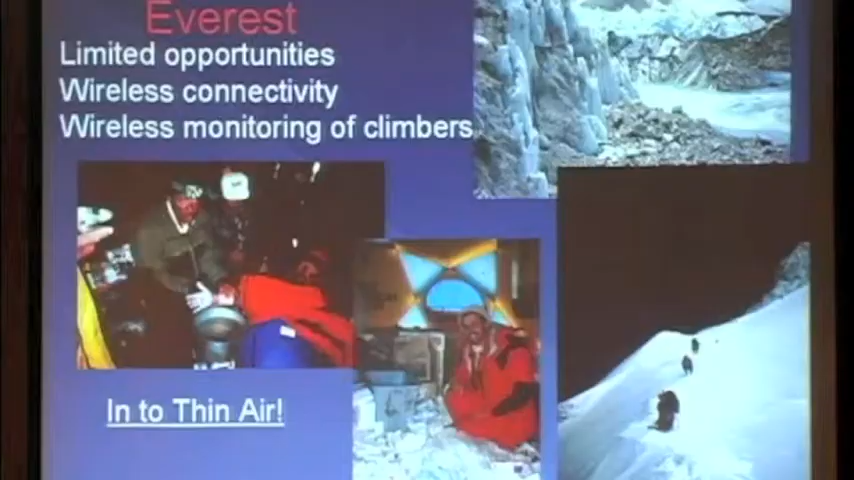 Everest
Limited opportunities
Wireless connectivity
Wireless monitoring of climbers
In to Thin Air!